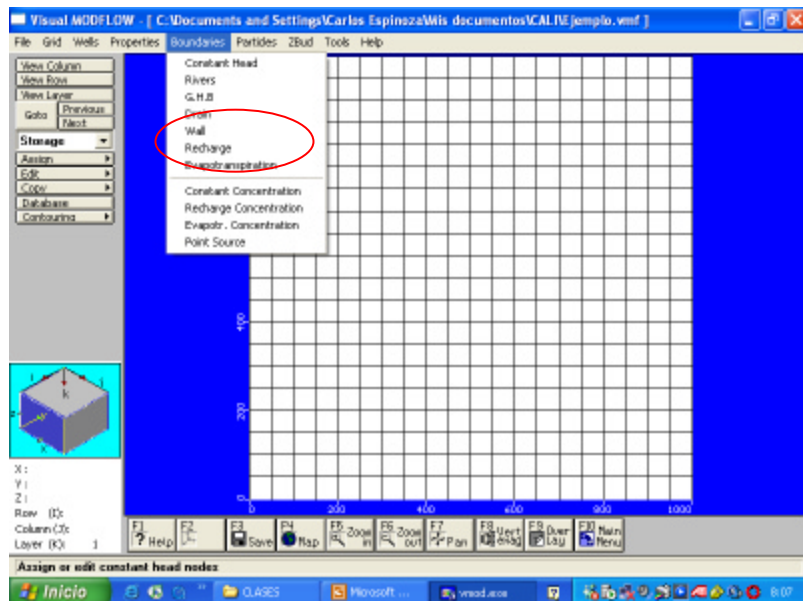 Visual MODFLOW - [ C:\Documents and Settings\Carlos Espinoza\Mis documentos\CALI\Ejemplo.vmf ]
File Grid Wells Properties Boundaries Particles ZBud Tools Help
View Column
View Row
View Layer
Goto Previous
Next
Storage
Assign
Edit
Copy
Database
Contouring
Constant Head
Rivers
G.H.B
Drain
Wall
Recharge
Evapotranspiration
Constant Concentration
Recharge Concentration
Evapotr. Concentration
Point Source
400
200
0
0 200 400 600 800 1000
k
X :
Y :
Z :
Row (I):
Column (J):
Layer (K): 1
F1 ? Help
F2
F3 Save
F4 Map
F5 Zoom in
F6 Zoom out
F7 Pan
F8 Vert exag
F9 Over Lay
F10 Main Menu
Assign or edit constant head nodes
Inicio
CLASES
Microsoft ...
vmod.exe
8:07